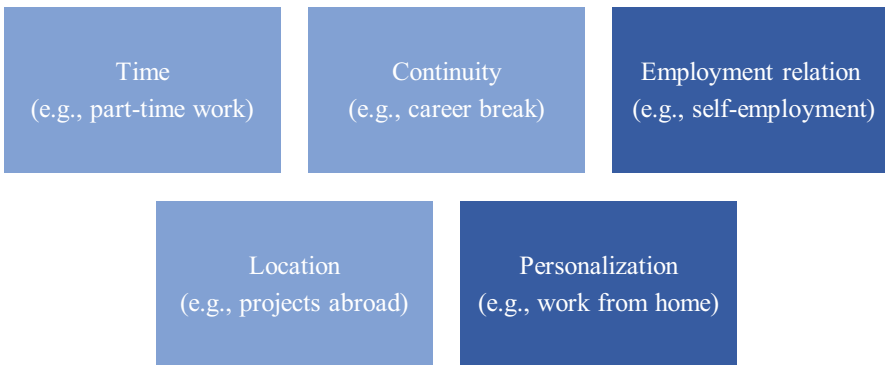 Time
(e.g., part-time work)
Continuity
(e.g., career break)
Employment relation
(e.g., self-employment)
Location
(e.g., projects abroad)
Personalization
(e.g., work from home)